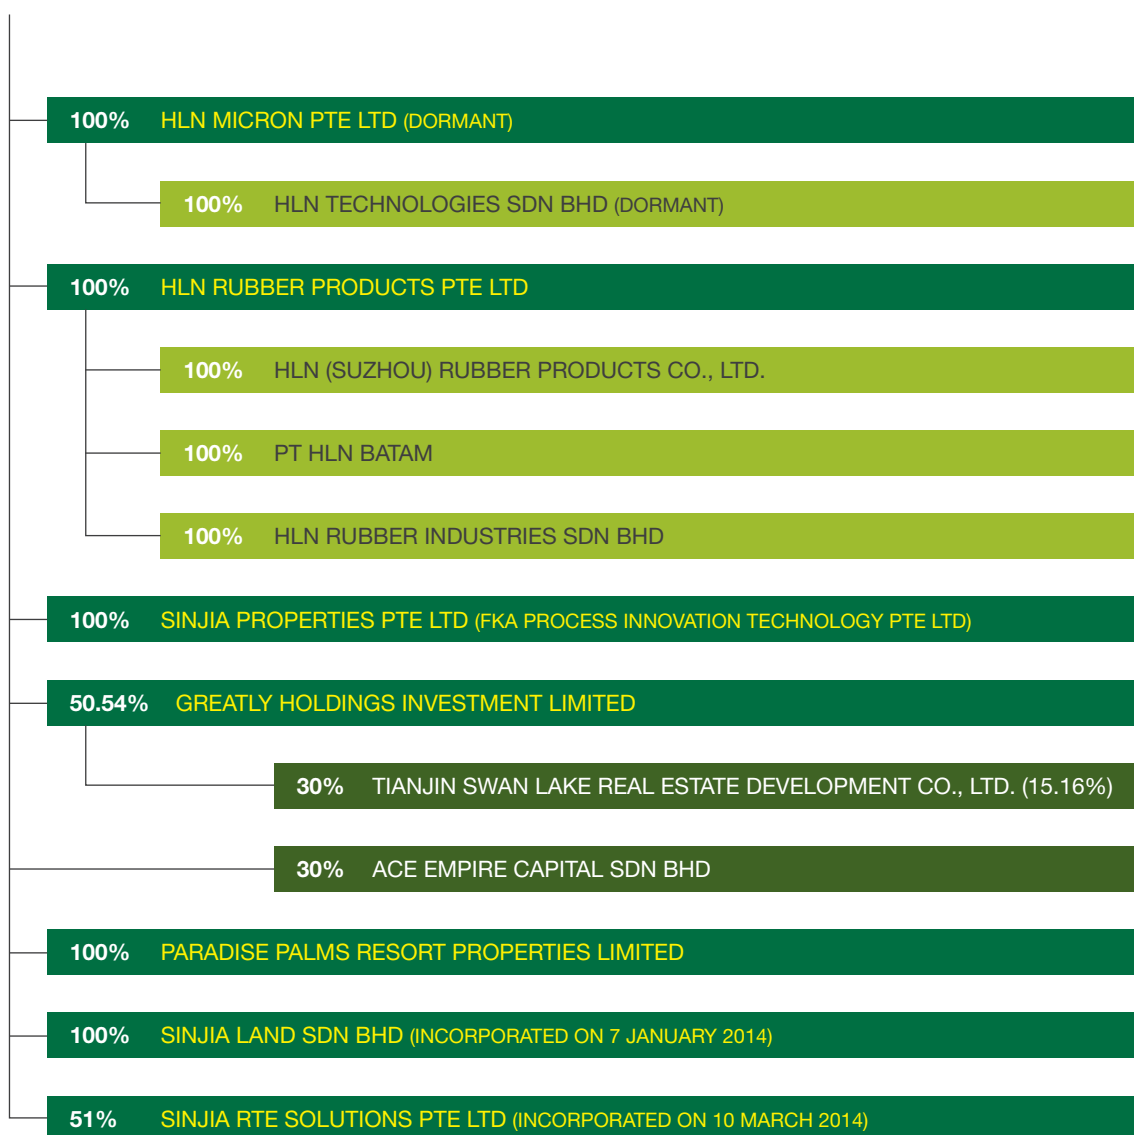 100% HLN MICRON PTE LTD (DORMANT)
100% HLN TECHNOLOGIES SDN BHD (DORMANT)
100% HLN RUBBER PRODUCTS PTE LTD
100% HLN (SUZHOU) RUBBER PRODUCTS CO., LTD.
100% PT HLN BATAM
100% HLN RUBBER INDUSTRIES SDN BHD
100% SINJIA PROPERTIES PTE LTD (FKA PROCESS INNOVATION TECHNOLOGY PTE LTD)
50.54% GREATLY HOLDINGS INVESTMENT LIMITED
30% TIANJIN SWAN LAKE REAL ESTATE DEVELOPMENT CO., LTD. (15.16%)
30% ACE EMPIRE CAPITAL SDN BHD
100% PARADISE PALMS RESORT PROPERTIES LIMITED
100% SINJIA LAND SDN BHD (INCORPORATED ON 7 JANUARY 2014)
51% SINJIA RTE SOLUTIONS PTE LTD (INCORPORATED ON 10 MARCH 2014)